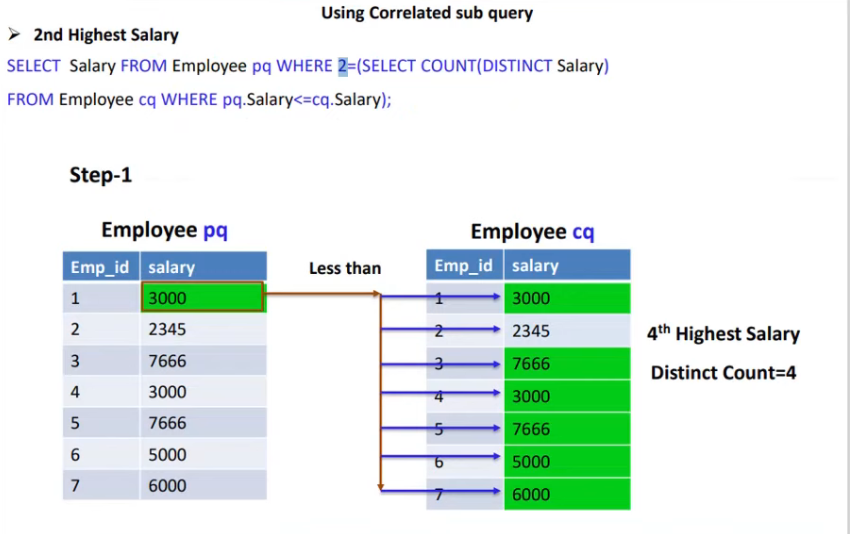 Using Correlated sub query
➢ 2nd Highest Salary
SELECT Salary FROM Employee pq WHERE 2=(SELECT COUNT(DISTINCT Salary)
FROM Employee cq WHERE pq.Salary<=cq.Salary);
Step-1
Employee pq
Emp_id salary
1 3000
2 2345
3 7666
4 3000
5 7666
6 5000
7 6000
Less than
Employee cq
Emp_id salary
1 3000
2 2345
3 7666
4 3000
5 7666
6 5000
7 6000
4th Highest Salary
Distinct Count=4